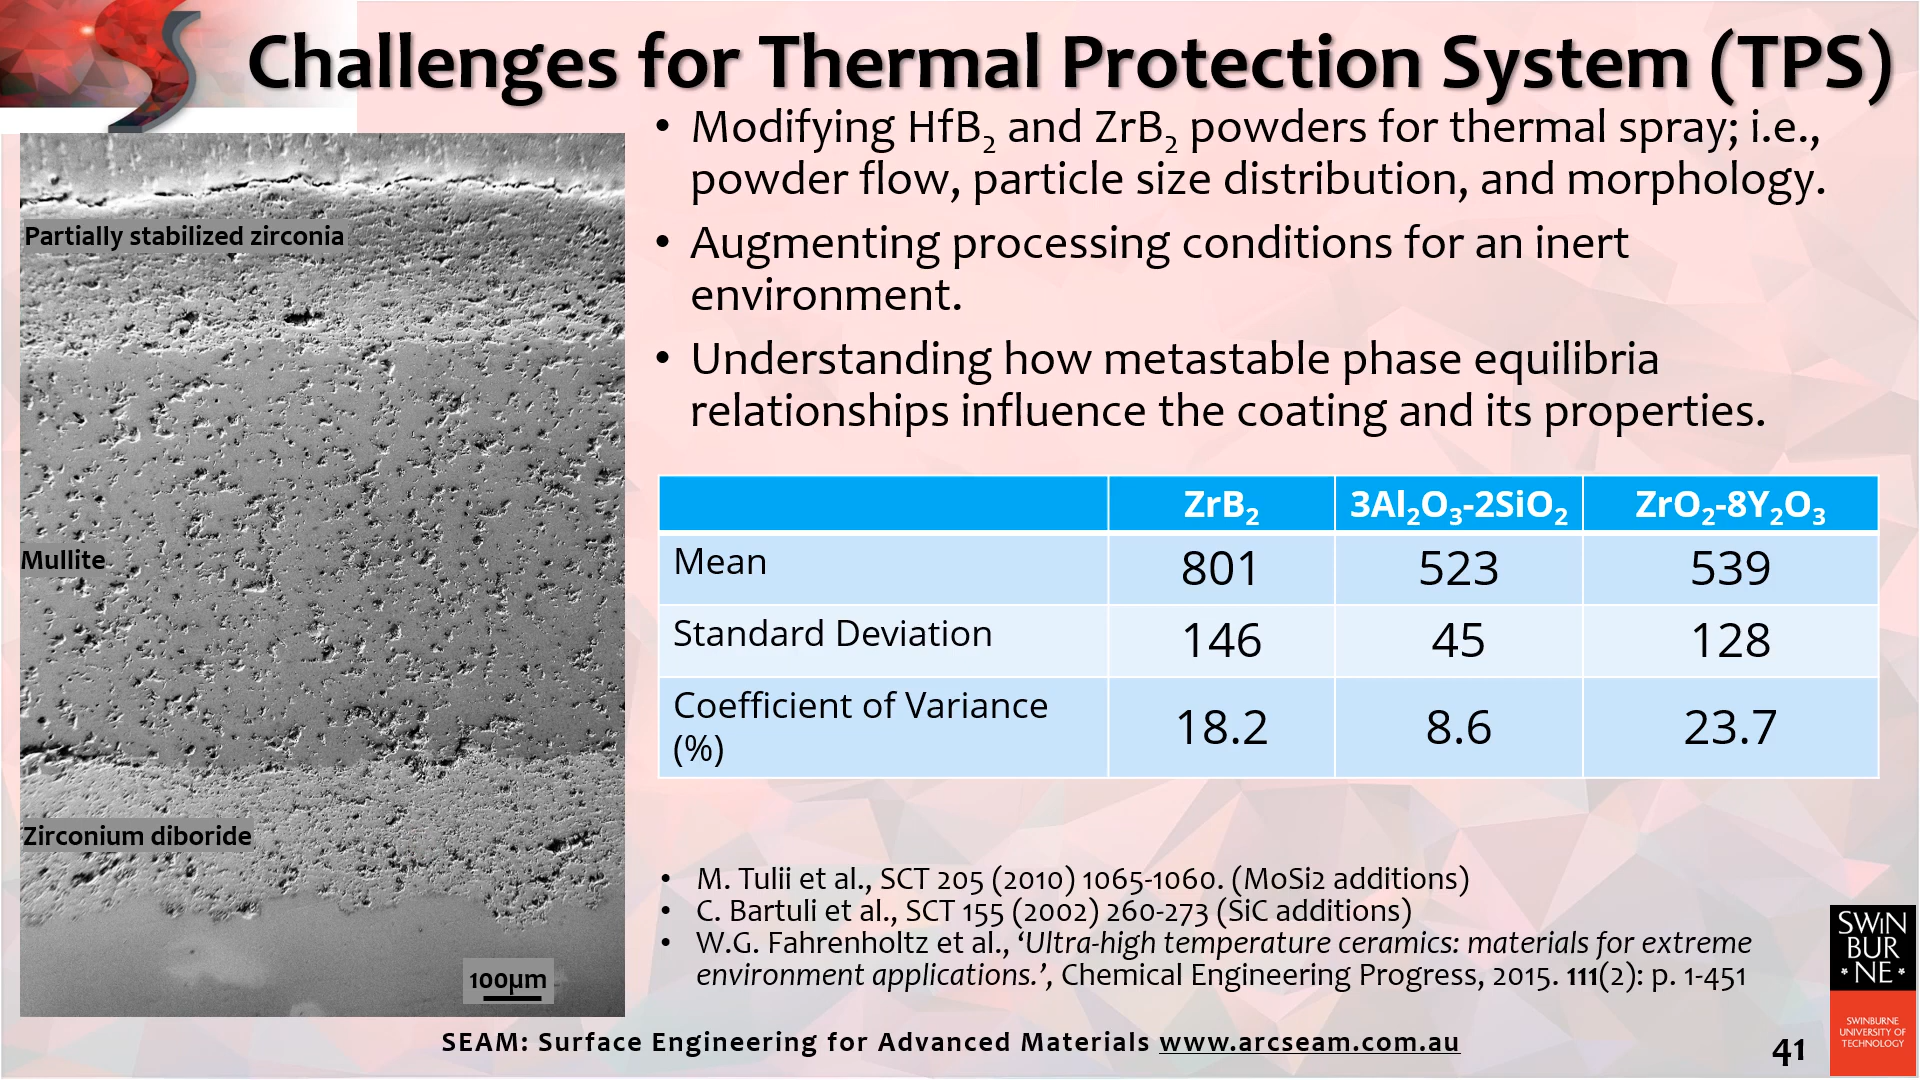 Challenges for Thermal Protection System (TPS)
• Modifying HfB₂ and ZrB₂ powders for thermal spray; i.e.,
powder flow, particle size distribution, and morphology.
• Augmenting processing conditions for an inert
environment.
• Understanding how metastable phase equilibria
relationships influence the coating and its properties.
Partially stabilized zirconia
Mullite
Zirconium diboride
100µm
ZrB₂ 3Al₂O₃-2SiO₂ ZrO₂-8Y₂O₃
Mean 801 523 539
Standard Deviation 146 45 128
Coefficient of Variance
(%) 18.2 8.6 23.7
• M. Tulii et al., SCT 205 (2010) 1065-1060. (MoSi2 additions)
• C. Bartuli et al., SCT 155 (2002) 260-273 (SiC additions)
• W.G. Fahrenholtz et al., ‘Ultra-high temperature ceramics: materials for extreme
environment applications.’, Chemical Engineering Progress, 2015. 111(2): p. 1-451
SEAM: Surface Engineering for Advanced Materials www.arcseam.com.au
41
SWIN
BUR
* NE *
SWINBURNE
UNIVERSITY OF
TECHNOLOGY